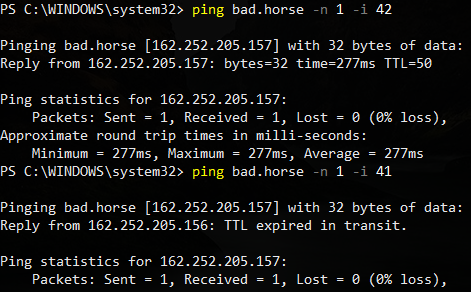 PS C:\WINDOWS\system32> ping bad.horse -n 1 -i 42
Pinging bad.horse [162.252.205.157] with 32 bytes of data:
Reply from 162.252.205.157: bytes=32 time=277ms TTL=50
Ping statistics for 162.252.205.157:
    Packets: Sent = 1, Received = 1, Lost = 0 (0% loss),
Approximate round trip times in milli-seconds:
    Minimum = 277ms, Maximum = 277ms, Average = 277ms
PS C:\WINDOWS\system32> ping bad.horse -n 1 -i 41
Pinging bad.horse [162.252.205.157] with 32 bytes of data:
Reply from 162.252.205.156: TTL expired in transit.
Ping statistics for 162.252.205.157:
    Packets: Sent = 1, Received = 1, Lost = 0 (0% loss),